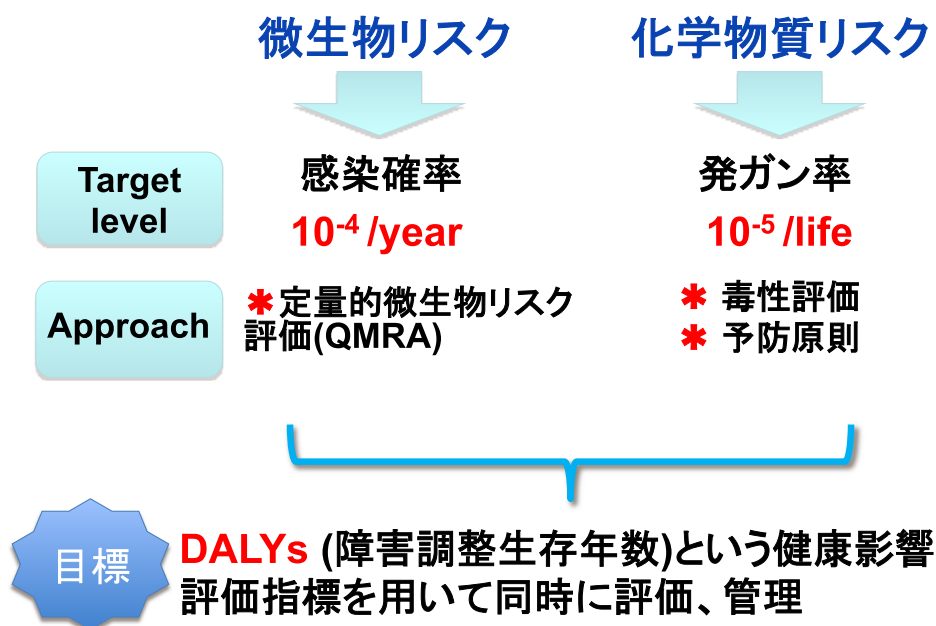 微生物リスク
化学物質リスク
Target
level
感染確率
10⁻⁴ /year
発ガン率
10⁻⁵ /life
Approach
＊定量的微生物リスク
評価(QMRA)
＊ 毒性評価
＊ 予防原則
目標
DALYs (障害調整生存年数)という健康影響
評価指標を用いて同時に評価、管理